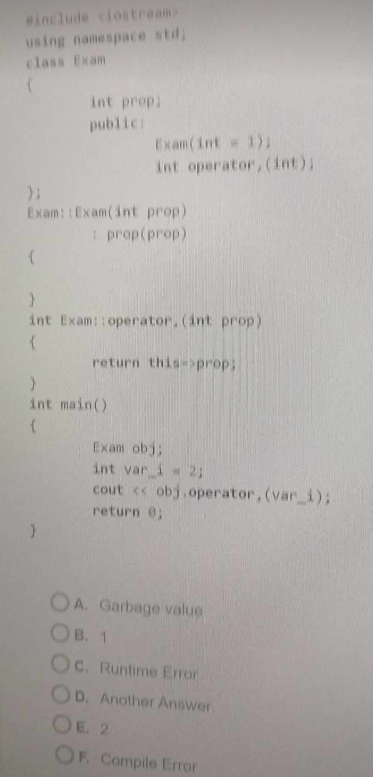 #include <iostream>
using namespace std;
class Exam
{
int prop;
public:
Exam(int = 1);
int operator,(int);
};
Exam::Exam(int prop)
: prop(prop)
{
}
int Exam::operator,(int prop)
{
return this->prop;
}
int main()
{
Exam obj;
int var_i = 2;
cout << obj.operator,(var_i);
return 0;
}
A. Garbage value
B. 1
C. Runtime Error
D. Another Answer
E. 2
F. Compile Error